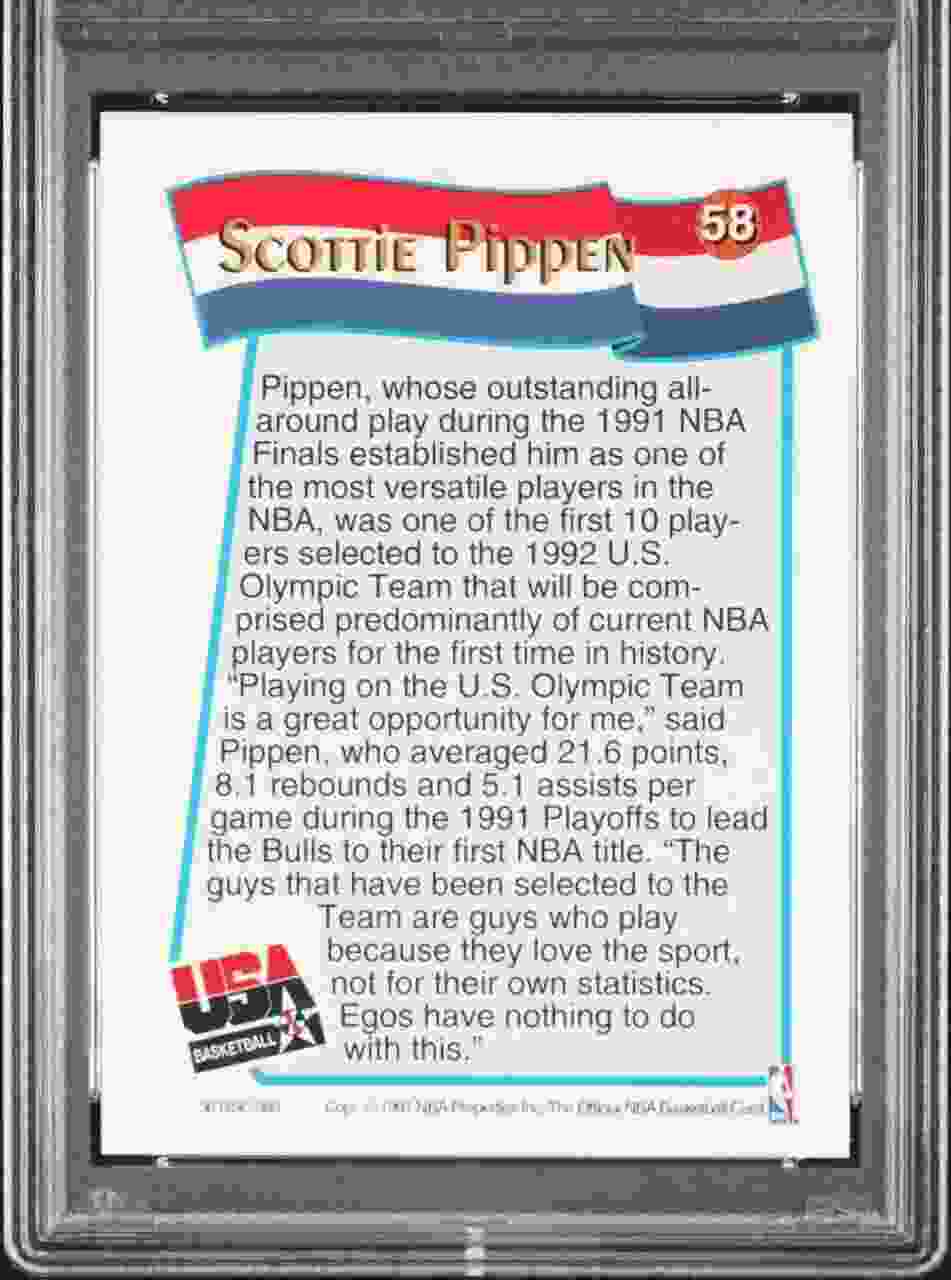 Scottie Pippen
58
Pippen, whose outstanding all-
around play during the 1991 NBA
Finals established him as one of
the most versatile players in the
NBA, was one of the first 10 play-
ers selected to the 1992 U.S.
Olympic Team that will be com-
prised predominantly of current NBA
players for the first time in history.
“Playing on the U.S. Olympic Team
is a great opportunity for me,” said
Pippen, who averaged 21.6 points,
8.1 rebounds and 5.1 assists per
game during the 1991 Playoffs to lead
the Bulls to their first NBA title. “The
guys that have been selected to the
Team are guys who play
because they love the sport,
not for their own statistics.
Egos have nothing to do
with this.”
USA
BASKETBALL
NBA Properties Inc. The Official NBA Basketball Card